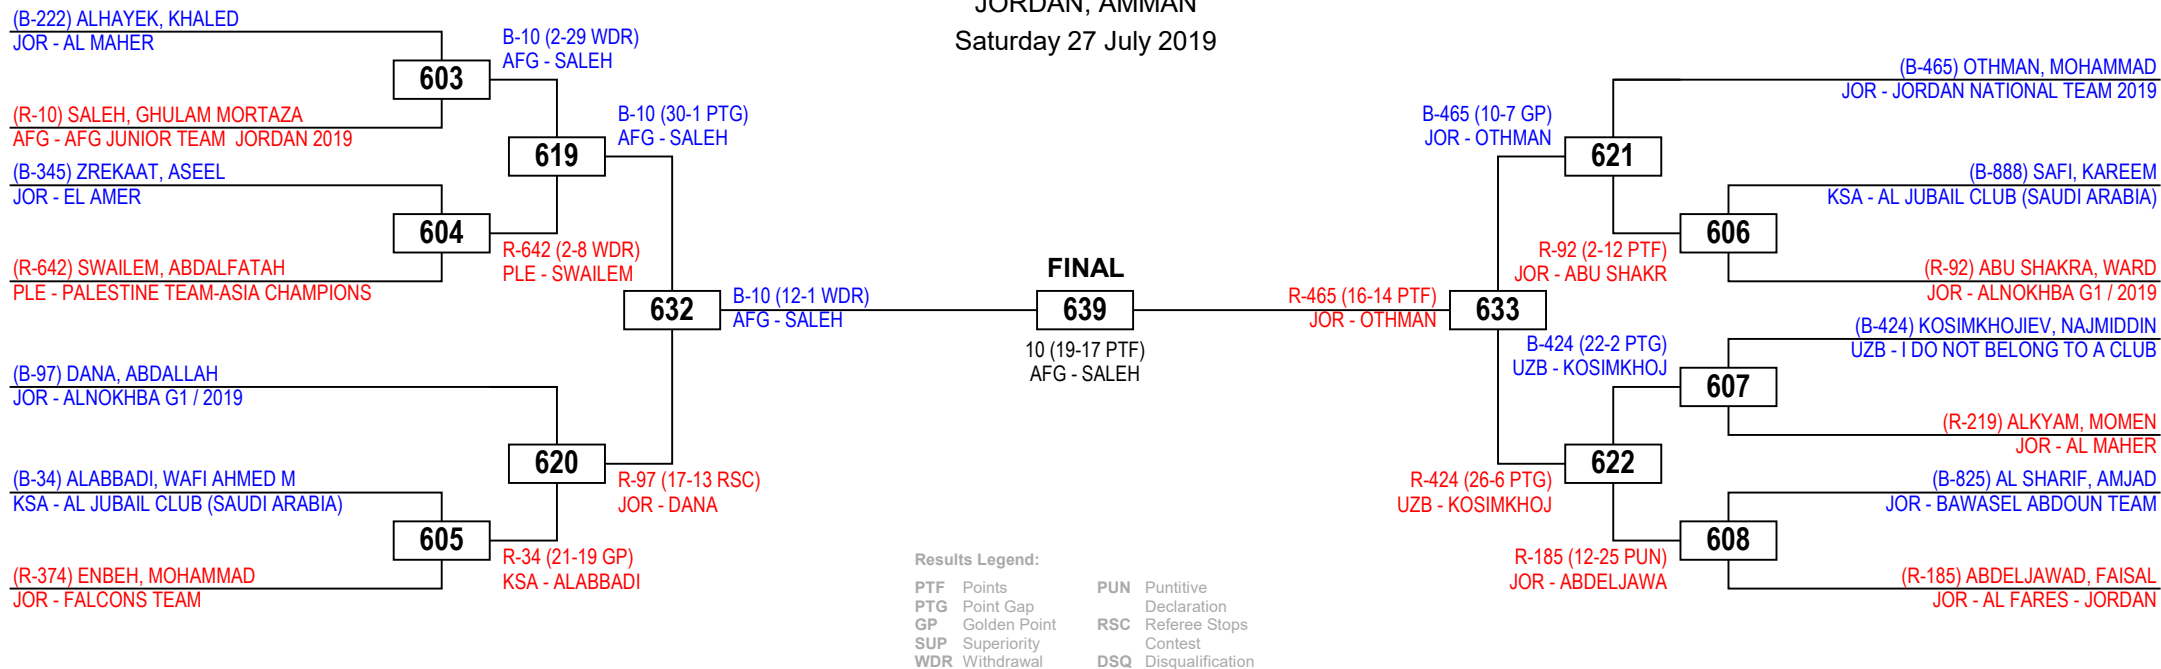 JORDAN, AMMAN
Saturday 27 July 2019
(B-222) ALHAYEK, KHALED
JOR - AL MAHER
603
(R-10) SALEH, GHULAM MORTAZA
AFG - AFG JUNIOR TEAM  JORDAN 2019
(B-345) ZREKAAT, ASEEL
JOR - EL AMER
604
(R-642) SWAILEM, ABDALFATAH
PLE - PALESTINE TEAM-ASIA CHAMPIONS
(B-97) DANA, ABDALLAH
JOR - ALNOKHBA G1 / 2019
(B-34) ALABBADI, WAFI AHMED M
KSA - AL JUBAIL CLUB (SAUDI ARABIA)
605
(R-374) ENBEH, MOHAMMAD
JOR - FALCONS TEAM
B-10 (2-29 WDR)
AFG - SALEH
619
R-642 (2-8 WDR)
PLE - SWAILEM
620
R-34 (21-19 GP)
KSA - ALABBADI
B-10 (30-1 PTG)
AFG - SALEH
632
R-97 (17-13 RSC)
JOR - DANA
B-10 (12-1 WDR)
AFG - SALEH
FINAL
639
10 (19-17 PTF)
AFG - SALEH
R-465 (16-14 PTF)
JOR - OTHMAN
633
B-465 (10-7 GP)
JOR - OTHMAN
621
R-424 (26-6 PTG)
UZB - KOSIMKHOJ
622
R-92 (2-12 PTF)
JOR - ABU SHAKR
606
B-424 (22-2 PTG)
UZB - KOSIMKHOJ
607
R-185 (12-25 PUN)
JOR - ABDELJAWA
608
(B-465) OTHMAN, MOHAMMAD
JOR - JORDAN NATIONAL TEAM 2019
(B-888) SAFI, KAREEM
KSA - AL JUBAIL CLUB (SAUDI ARABIA)
(R-92) ABU SHAKRA, WARD
JOR - ALNOKHBA G1 / 2019
(B-424) KOSIMKHOJIEV, NAJMIDDIN
UZB - I DO NOT BELONG TO A CLUB
(R-219) ALKYAM, MOMEN
JOR - AL MAHER
(B-825) AL SHARIF, AMJAD
JOR - BAWASEL ABDOUN TEAM
(R-185) ABDELJAWAD, FAISAL
JOR - AL FARES - JORDAN
Results Legend:
PTF Points
PTG Point Gap
GP Golden Point
SUP Superiority
WDR Withdrawal
PUN Puntitive
Declaration
RSC Referee Stops
Contest
DSQ Disqualification